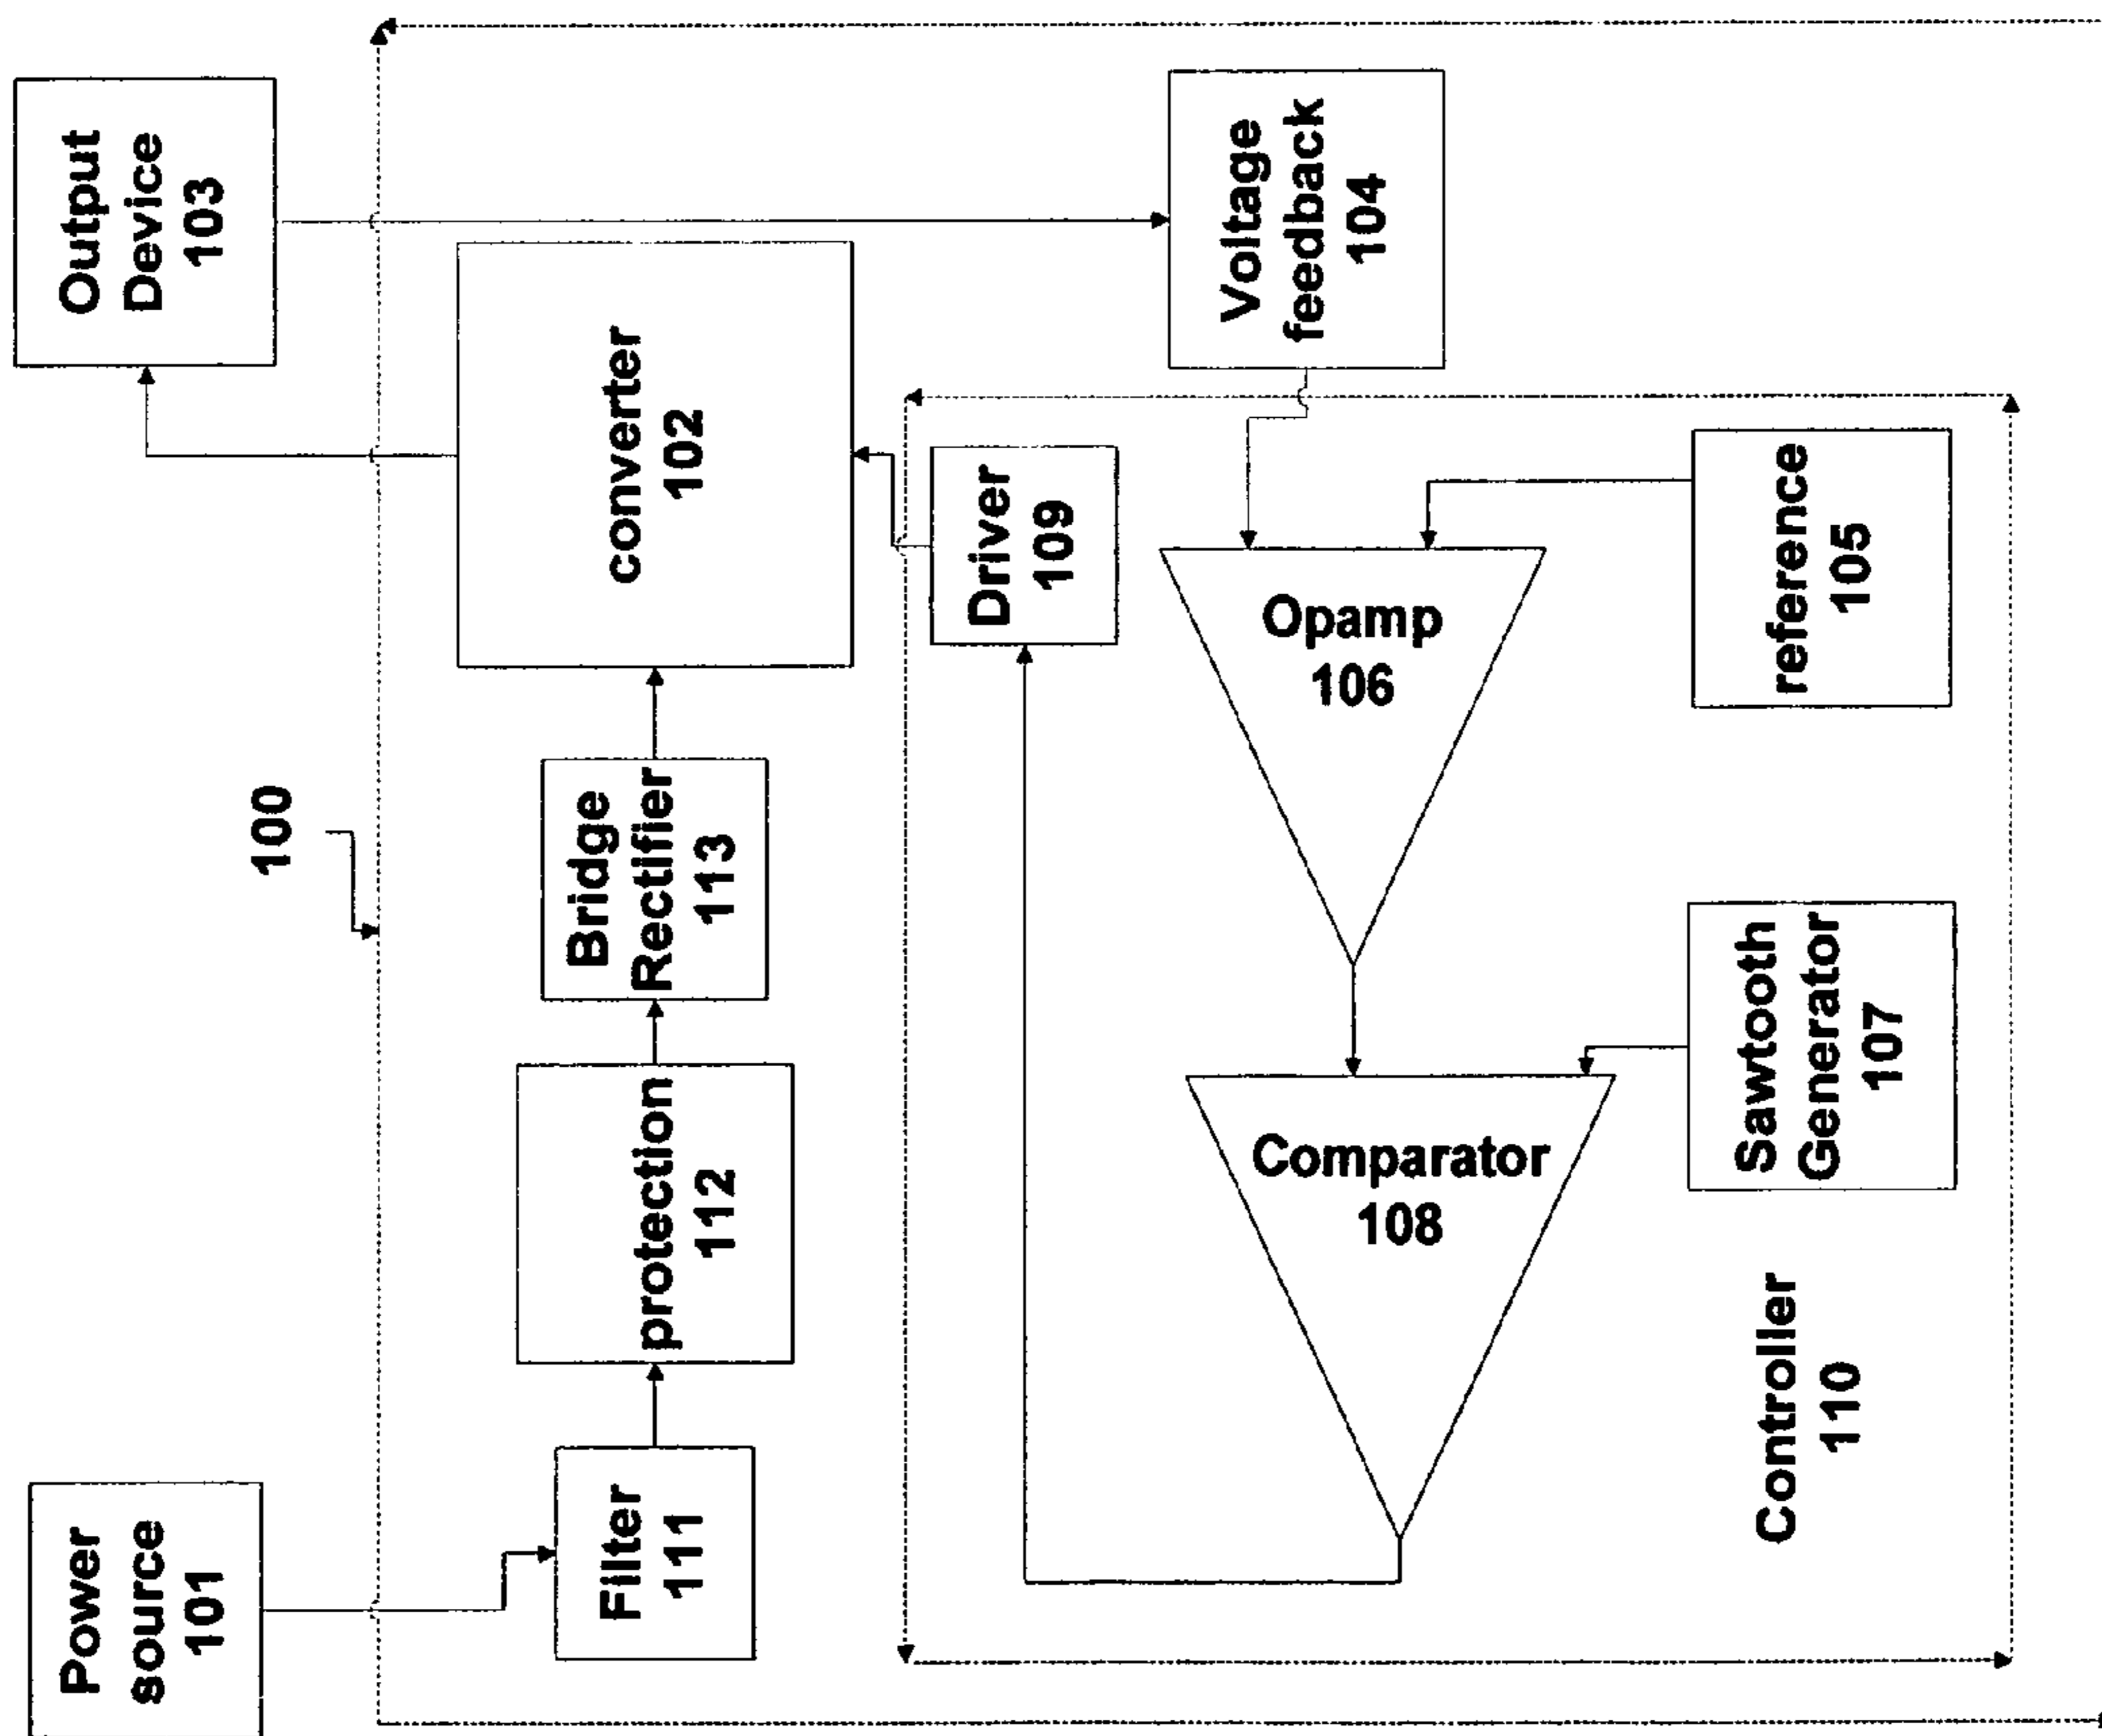 100
Power
source
101
Output
Device
103
Filter
111
protection
112
Bridge
Rectifier
113
converter
102
Driver
109
Voltage
feedback
104
Comparator
108
Opamp
106
Controller
110
Sawtooth
Generator
107
reference
105